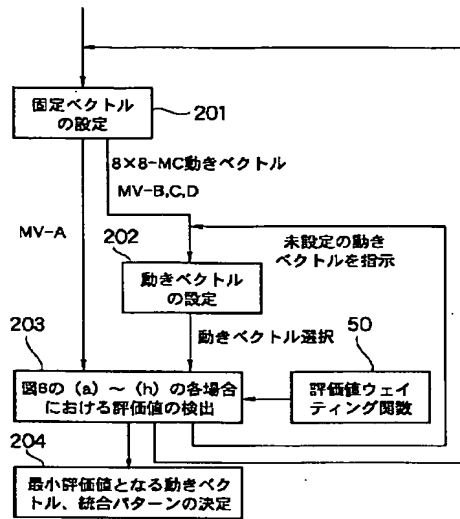 固定ベクトル
の設定
201
8×8-MC動きベクトル
MV-B,C,D
MV-A
202
未設定の動き
ベクトルを指示
動きベクトル
の設定
203
動きベクトル選択
50
図8の（a）～（h）の各場合
における評価値の検出
評価値ウェイ
ティング関数
204
最小評価値となる動きベ
クトル、統合パターンの決定